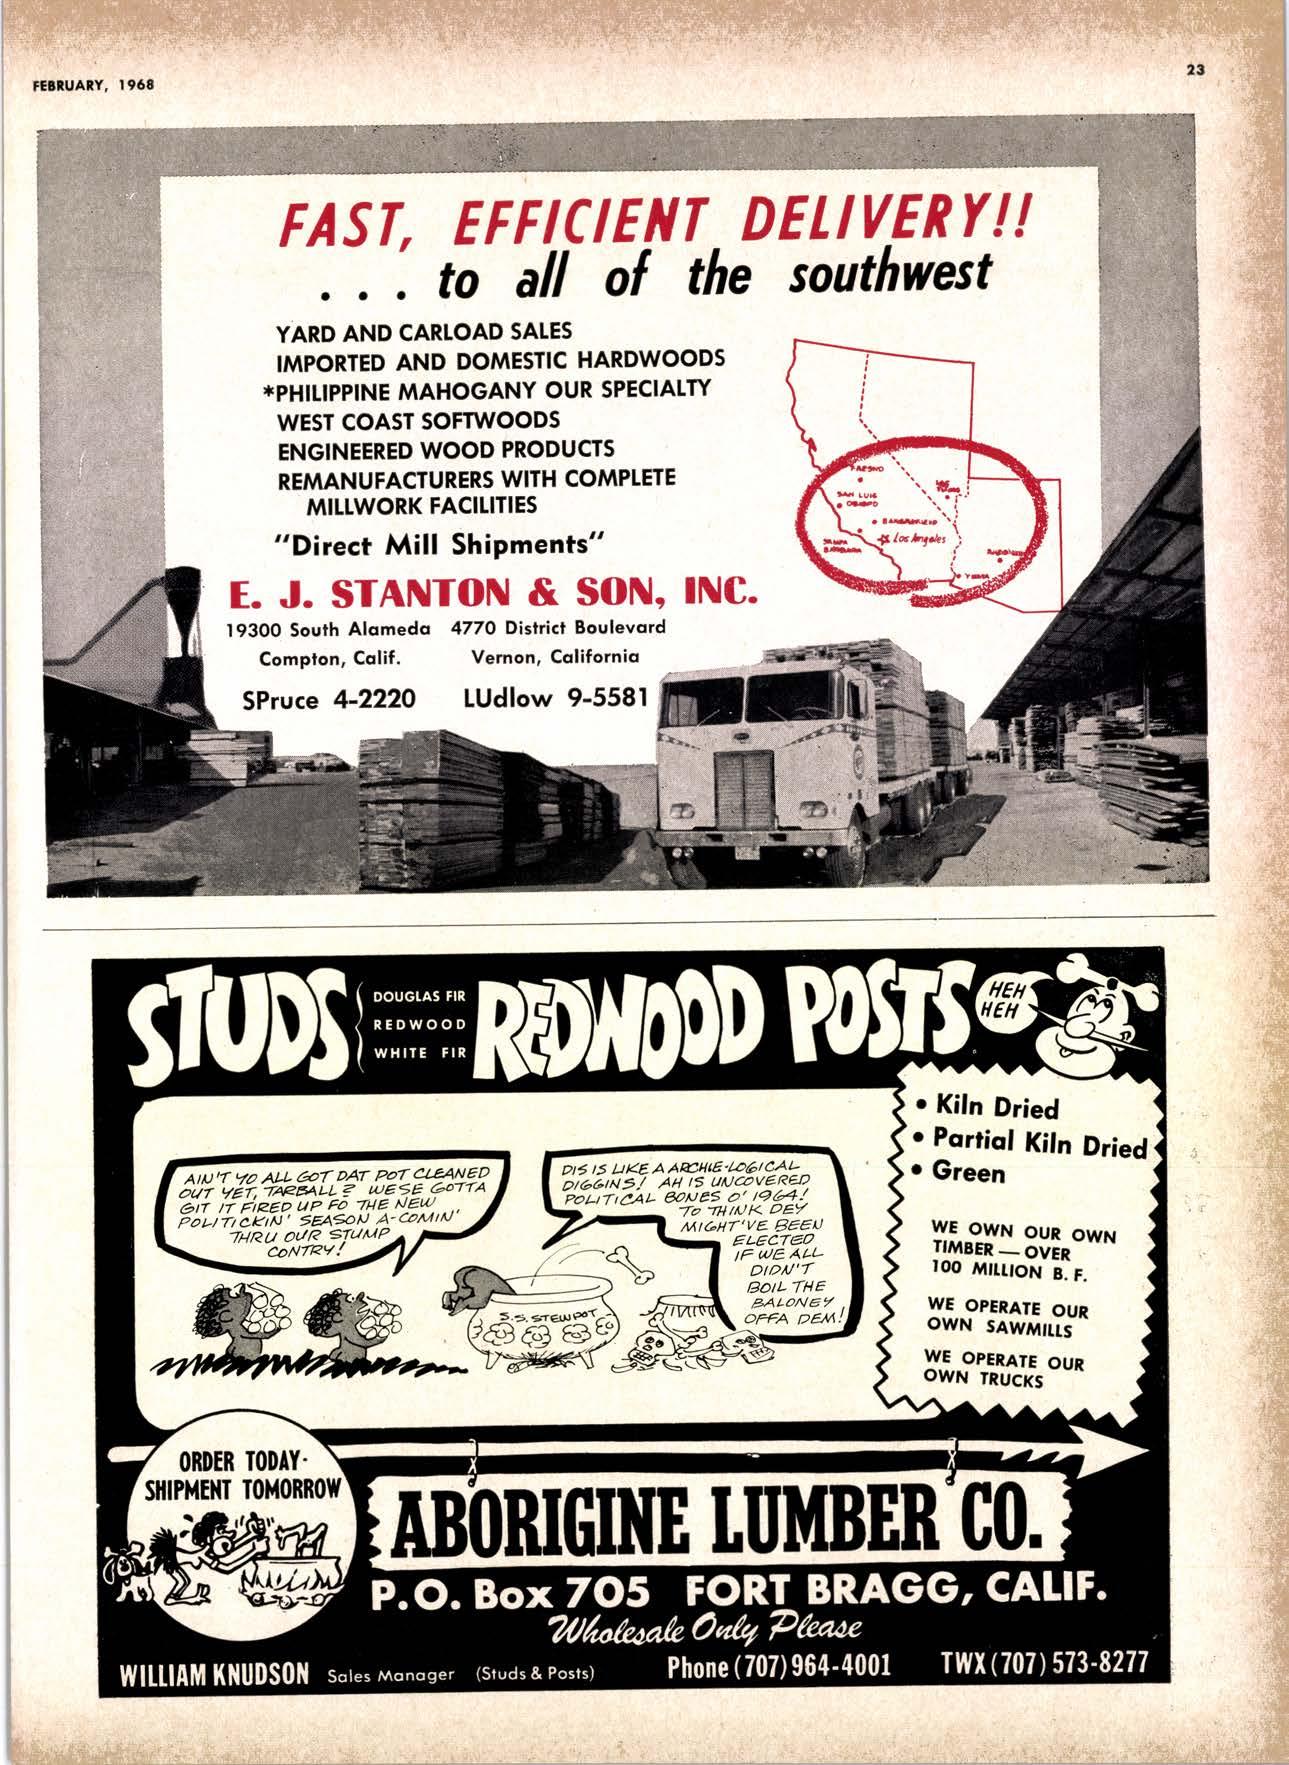 FEBRUARY, 1968
23
FAST, EFFICIENT DELIVERY!!
. . . to all of the southwest
YARD AND CARLOAD SALES
IMPORTED AND DOMESTIC HARDWOODS
*PHILIPPINE MAHOGANY OUR SPECIALTY
WEST COAST SOFTWOODS
ENGINEERED WOOD PRODUCTS
REMANUFACTURERS WITH COMPLETE
MILLWORK FACILITIES
"Direct Mill Shipments"
FRESNO
LAS VEGAS
SAN LUIS
OBISPO
BAKERSFIELD
SANTA
BARBARA
Los Angeles
YUMA
E. J. STANTON & SON, INC.
19300 South Alameda 4770 District Boulevard
Compton, Calif. Vernon, California
SPruce 4-2220 LUdlow 9-5581
STUDS
DOUGLAS FIR
REDWOOD
WHITE FIR
REDWOOD POSTS
HEH
HEH
• Kiln Dried
• Partial Kiln Dried
• Green
WE OWN OUR OWN
TIMBER — OVER
100 MILLION B. F.
WE OPERATE OUR
OWN SAWMILLS
WE OPERATE OUR
OWN TRUCKS
AIN'T YO ALL GOT DAT POT CLEANED
OUT YET, TARBALL? WESE GOTTA
GIT IT FIRED UP FO THE NEW
POLITICKIN' SEASON A-COMIN'
THRU OUR STUMP
CONTRY!
DIS IS LIKE A ARCHIE-LOGICAL
DIGGINS! AH IS UNCOVERED
POLITICAL BONES O' 1964!
TO THINK DEY
MIGHT'VE BEEN
ELECTED
IF WE ALL
DIDN'T
BOIL THE
BALONEY
OFFA DEM!
S.S. STEWPOT
ORDER TODAY-
SHIPMENT TOMORROW
ABORIGINE LUMBER CO.
P.O. Box 705 FORT BRAGG, CALIF.
Wholesale Only Please
WILLIAM KNUDSON Sales Manager (Studs & Posts) Phone (707) 964-4001 TWX (707) 573-8277